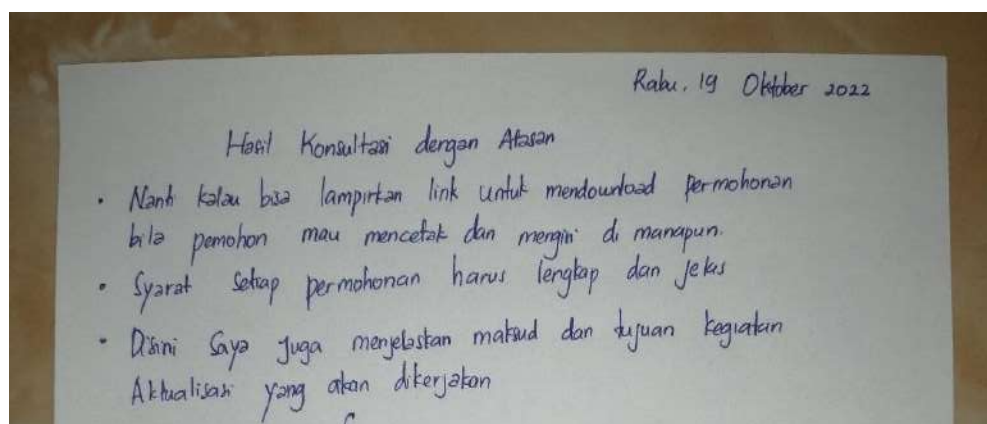 Rabu, 19 Oktober 2022
Hasil Konsultasi dengan Atasan
• Nanti kalau bisa lampirkan link untuk mendownload permohonan
bila pemohon mau mencetak dan mengisi di manapun.
• Syarat setiap permohonan harus lengkap dan jelas
• Disini saya juga menjelaskan maksud dan tujuan kegiatan
Aktualisasi yang akan dikerjakan